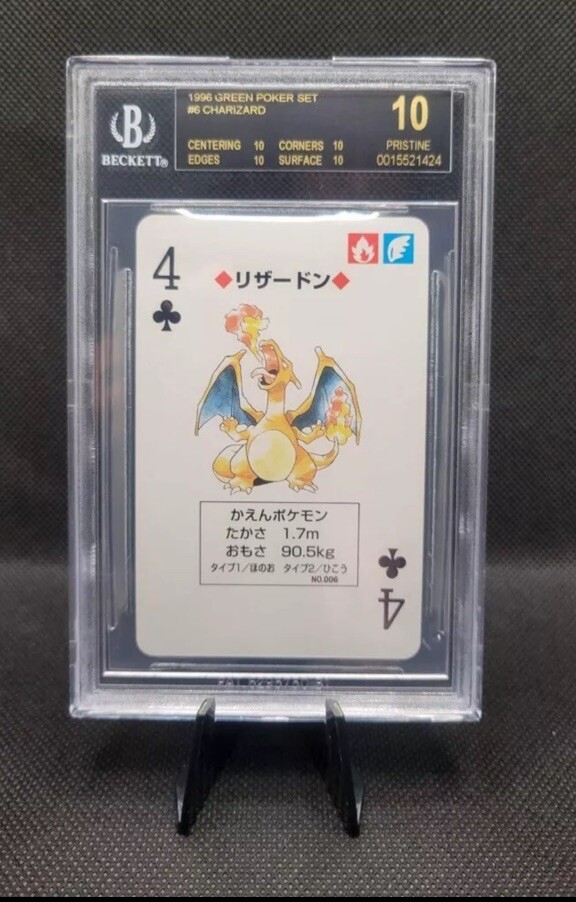 1996 GREEN POKER SET
#6 CHARIZARD
CENTERING 10 CORNERS 10
EDGES 10 SURFACE 10
10
PRISTINE
0015521424
B
BECKETT®
4
◆リザードン◆
かえんポケモン
たかさ 1.7m
おもさ 90.5kg
タイプ1/ほのお タイプ2/ひこう
NO.006
4